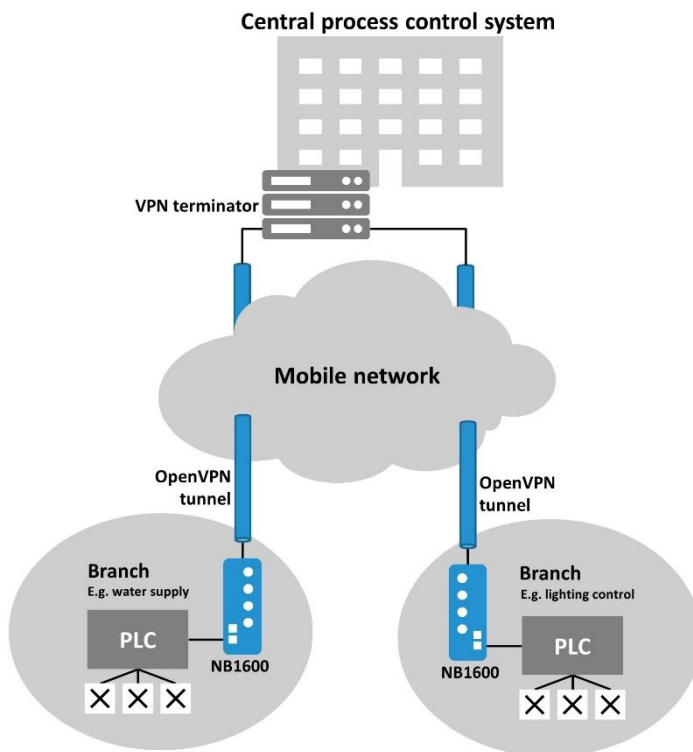 Central process control system
VPN terminator
Mobile network
OpenVPN
tunnel
OpenVPN
tunnel
Branch
E.g. water supply
PLC
NB1600
Branch
E.g. lighting control
PLC
NB1600